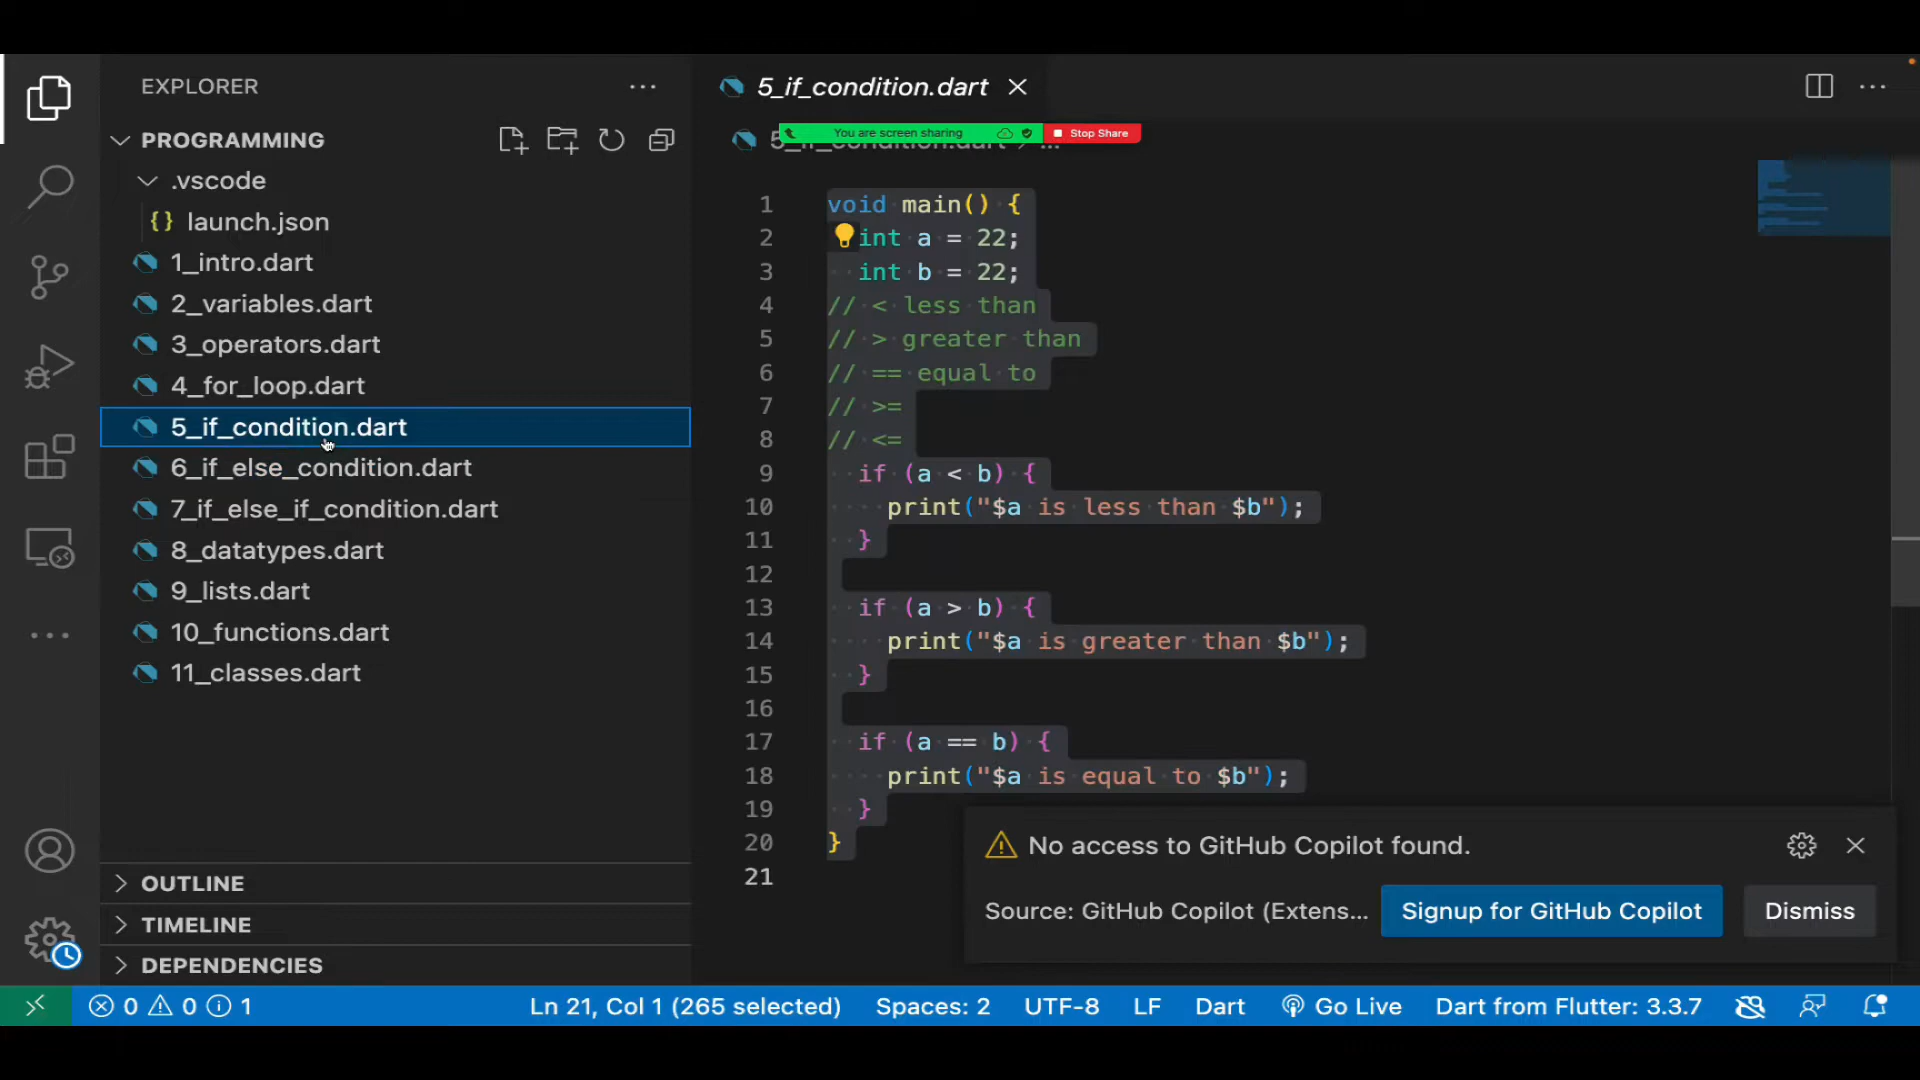 EXPLORER
PROGRAMMING
.vscode
{} launch.json
1_intro.dart
2_variables.dart
3_operators.dart
4_for_loop.dart
5_if_condition.dart
6_if_else_condition.dart
7_if_else_if_condition.dart
8_datatypes.dart
9_lists.dart
10_functions.dart
11_classes.dart
OUTLINE
TIMELINE
DEPENDENCIES
5_if_condition.dart
You are screen sharing Stop Share
5_if_condition.dart > ...
1 void main() {
2 int a = 22;
3 int b = 22;
4 // < less than
5 // > greater than
6 // == equal to
7 // >=
8 // <=
9 if (a < b) {
10 print("$a is less than $b");
11 }
12
13 if (a > b) {
14 print("$a is greater than $b");
15 }
16
17 if (a == b) {
18 print("$a is equal to $b");
19 }
20 }
21
No access to GitHub Copilot found.
Source: GitHub Copilot (Extens... Signup for GitHub Copilot Dismiss
0 0 1 Ln 21, Col 1 (265 selected) Spaces: 2 UTF-8 LF Dart Go Live Dart from Flutter: 3.3.7